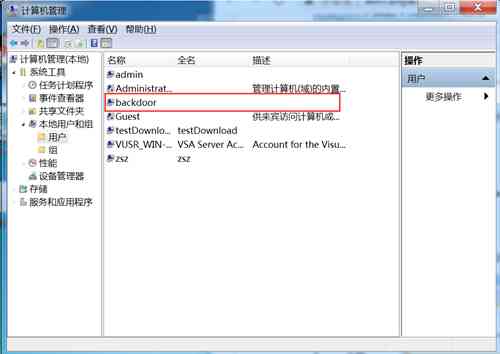 计算机管理
文件(F) 操作(A) 查看(V) 帮助(H)
计算机管理(本地)
系统工具
任务计划程序
事件查看器
共享文件夹
本地用户和组
用户
组
性能
设备管理器
存储
服务和应用程序
名称 全名 描述
admin
Administrat... 管理计算机(域)的内置...
backdoor
Guest 供来宾访问计算机或...
testDownlo... testDownload
VUSR_WIN-... VSA Server Ac... Account for the Visu...
zsz zsz
操作
用户
更多操作